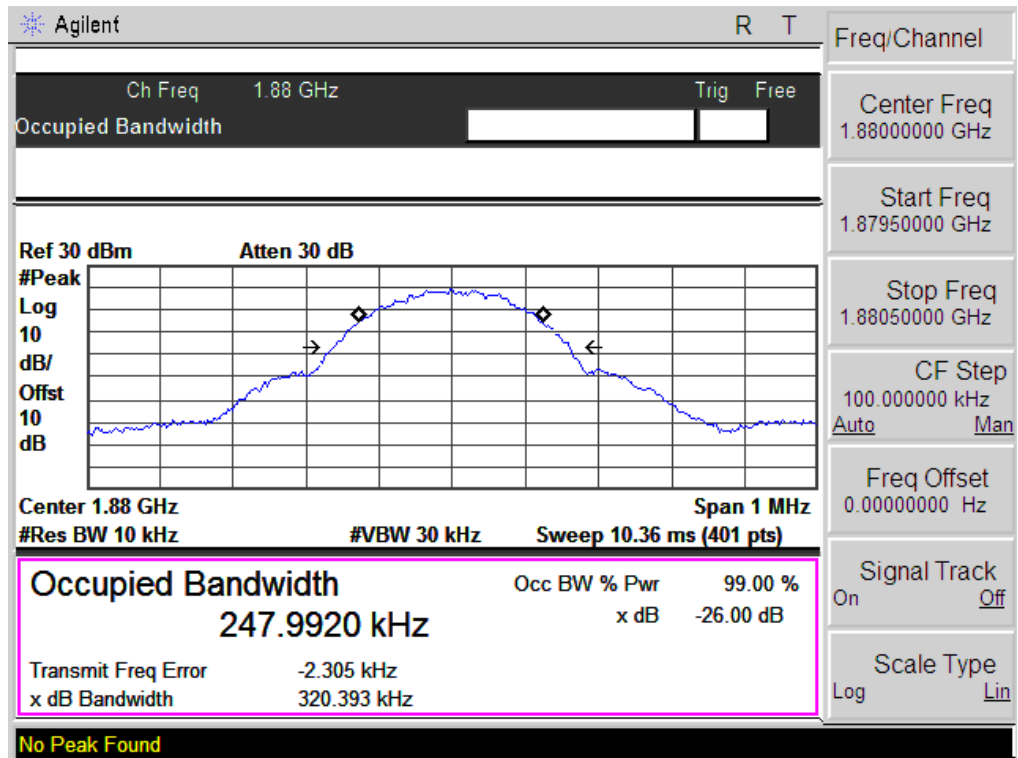 Agilent R T
Ch Freq 1.88 GHz Trig Free
Occupied Bandwidth
Ref 30 dBm Atten 30 dB
#Peak
Log
10
dB/
Offst
10
dB
Center 1.88 GHz Span 1 MHz
#Res BW 10 kHz #VBW 30 kHz Sweep 10.36 ms (401 pts)
Occupied Bandwidth Occ BW % Pwr 99.00 %
247.9920 kHz x dB -26.00 dB
Transmit Freq Error -2.305 kHz
x dB Bandwidth 320.393 kHz
No Peak Found
Freq/Channel
Center Freq
1.88000000 GHz
Start Freq
1.87950000 GHz
Stop Freq
1.88050000 GHz
CF Step
100.000000 kHz
Auto Man
Freq Offset
0.00000000 Hz
Signal Track
On Off
Scale Type
Log Lin